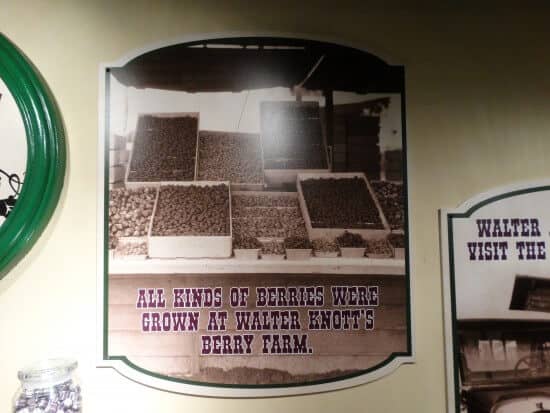 ALL KINDS OF BERRIES WERE
GROWN AT WALTER KNOTT'S
BERRY FARM.
WALTER
VISIT THE